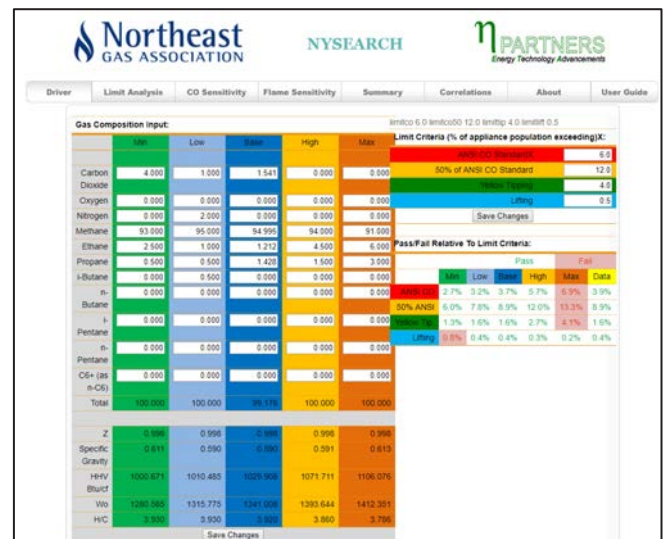 Northeast
GAS ASSOCIATION
NYSEARCH
η PARTNERS
Energy Technology Advancements
Driver Limit Analysis CO Sensitivity Flame Sensitivity Summary Correlations About User Guide
Gas Composition input:
Min Low Base High Max
Carbon Dioxide 4.000 1.000 1.541 0.000 0.000
Oxygen 0.000 0.000 0.000 0.000 0.000
Nitrogen 0.000 2.000 0.000 0.000 0.000
Methane 93.000 95.000 94.995 94.000 91.000
Ethane 2.500 1.000 1.212 4.500 6.000
Propane 0.500 0.500 1.428 1.500 3.000
i-Butane 0.000 0.500 0.000 0.000 0.000
n-Butane 0.000 0.000 0.000 0.000 0.000
i-Pentane 0.000 0.000 0.000 0.000 0.000
n-Pentane 0.000 0.000 0.000 0.000 0.000
C6+ (as n-C6) 0.000 0.000 0.000 0.000 0.000
Total 100.000 100.000 99.176 100.000 100.000
Z 0.998 0.998 0.998 0.998 0.998
Specific Gravity 0.611 0.590 0.590 0.591 0.613
HHV Btu/cf 1000.671 1010.485 1029.908 1071.711 1106.076
Wo 1280.565 1315.775 1341.008 1393.644 1412.351
H/C 3.930 3.930 3.920 3.860 3.786
Save Changes
limitco 6.0 limitco50 12.0 limittip 4.0 limitlift 0.5
Limit Criteria (% of appliance population exceeding)X:
ANSI CO StandardX 6.0
50% of ANSI CO Standard 12.0
Yellow Tipping 4.0
Lifting 0.5
Save Changes
Pass/Fail Relative To Limit Criteria:
Pass Fail
Min Low Base High Max Data
ANSI CO 2.7% 3.2% 3.7% 5.7% 6.9% 3.9%
50% ANSI 6.0% 7.8% 8.9% 12.0% 13.3% 8.9%
Yellow Tip 1.3% 1.6% 1.6% 2.7% 4.1% 1.6%
Lifting 0.6% 0.4% 0.4% 0.3% 0.2% 0.4%